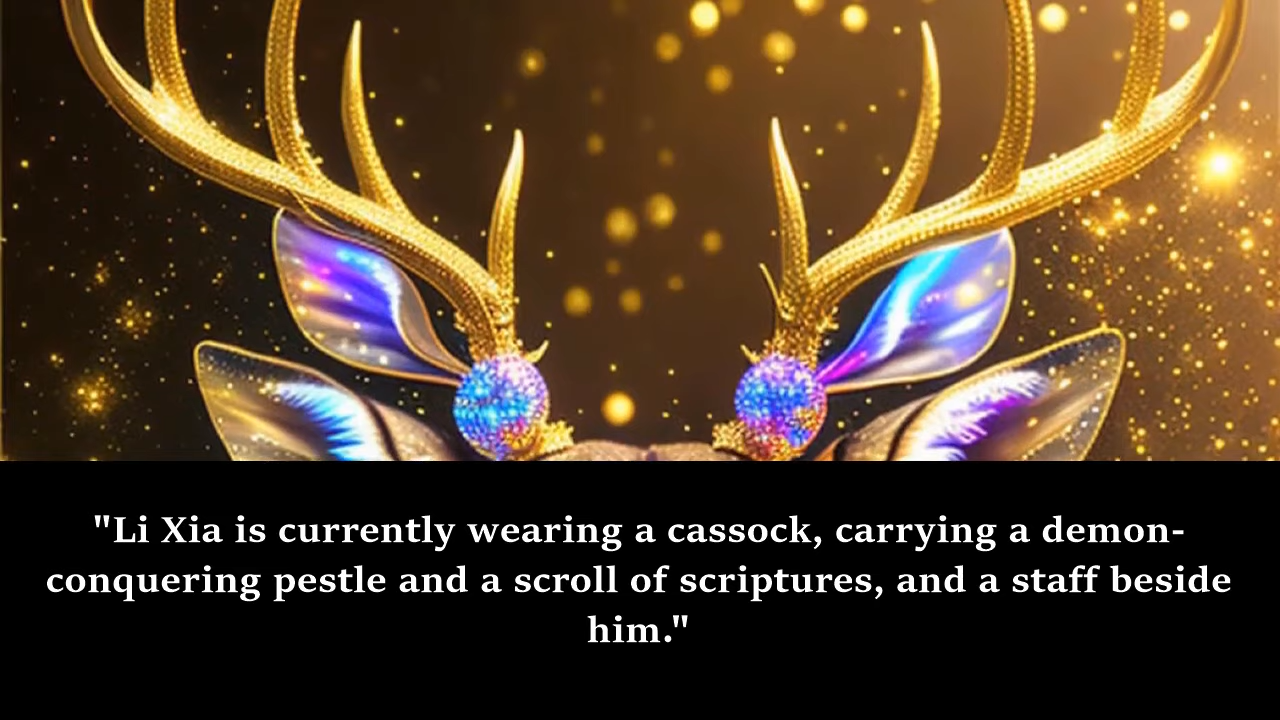 "Li Xia is currently wearing a cassock, carrying a demon-
conquering pestle and a scroll of scriptures, and a staff beside
him."